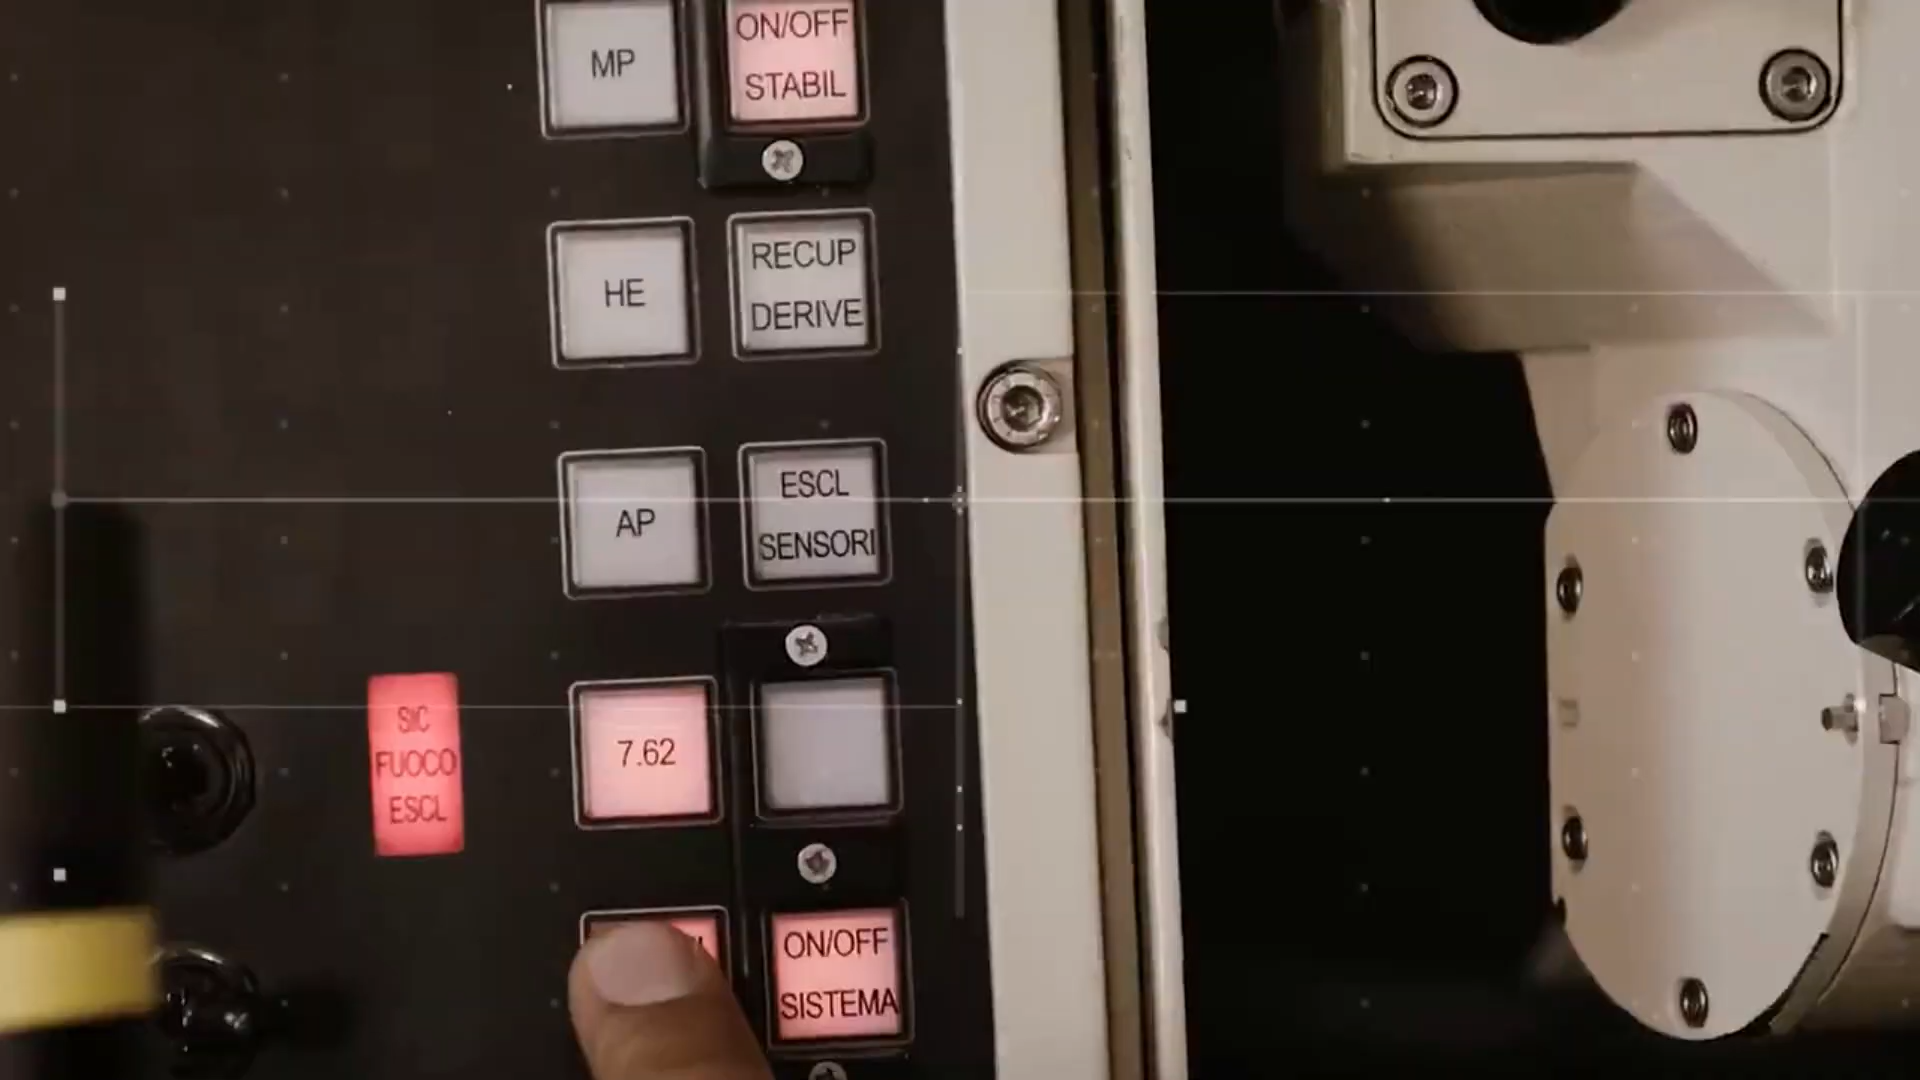 MP
ON/OFF
STABIL
HE
RECUP
DERIVE
AP
ESCL
SENSORI
SIC
FUOCO
ESCL
7.62
ON/OFF
SISTEMA